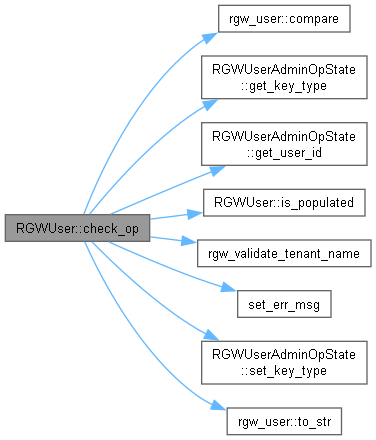 rgw_user::compare
RGWUserAdminOpState
::get_key_type
RGWUserAdminOpState
::get_user_id
RGWUser::is_populated
RGWUser::check_op
rgw_validate_tenant_name
set_err_msg
RGWUserAdminOpState
::set_key_type
rgw_user::to_str